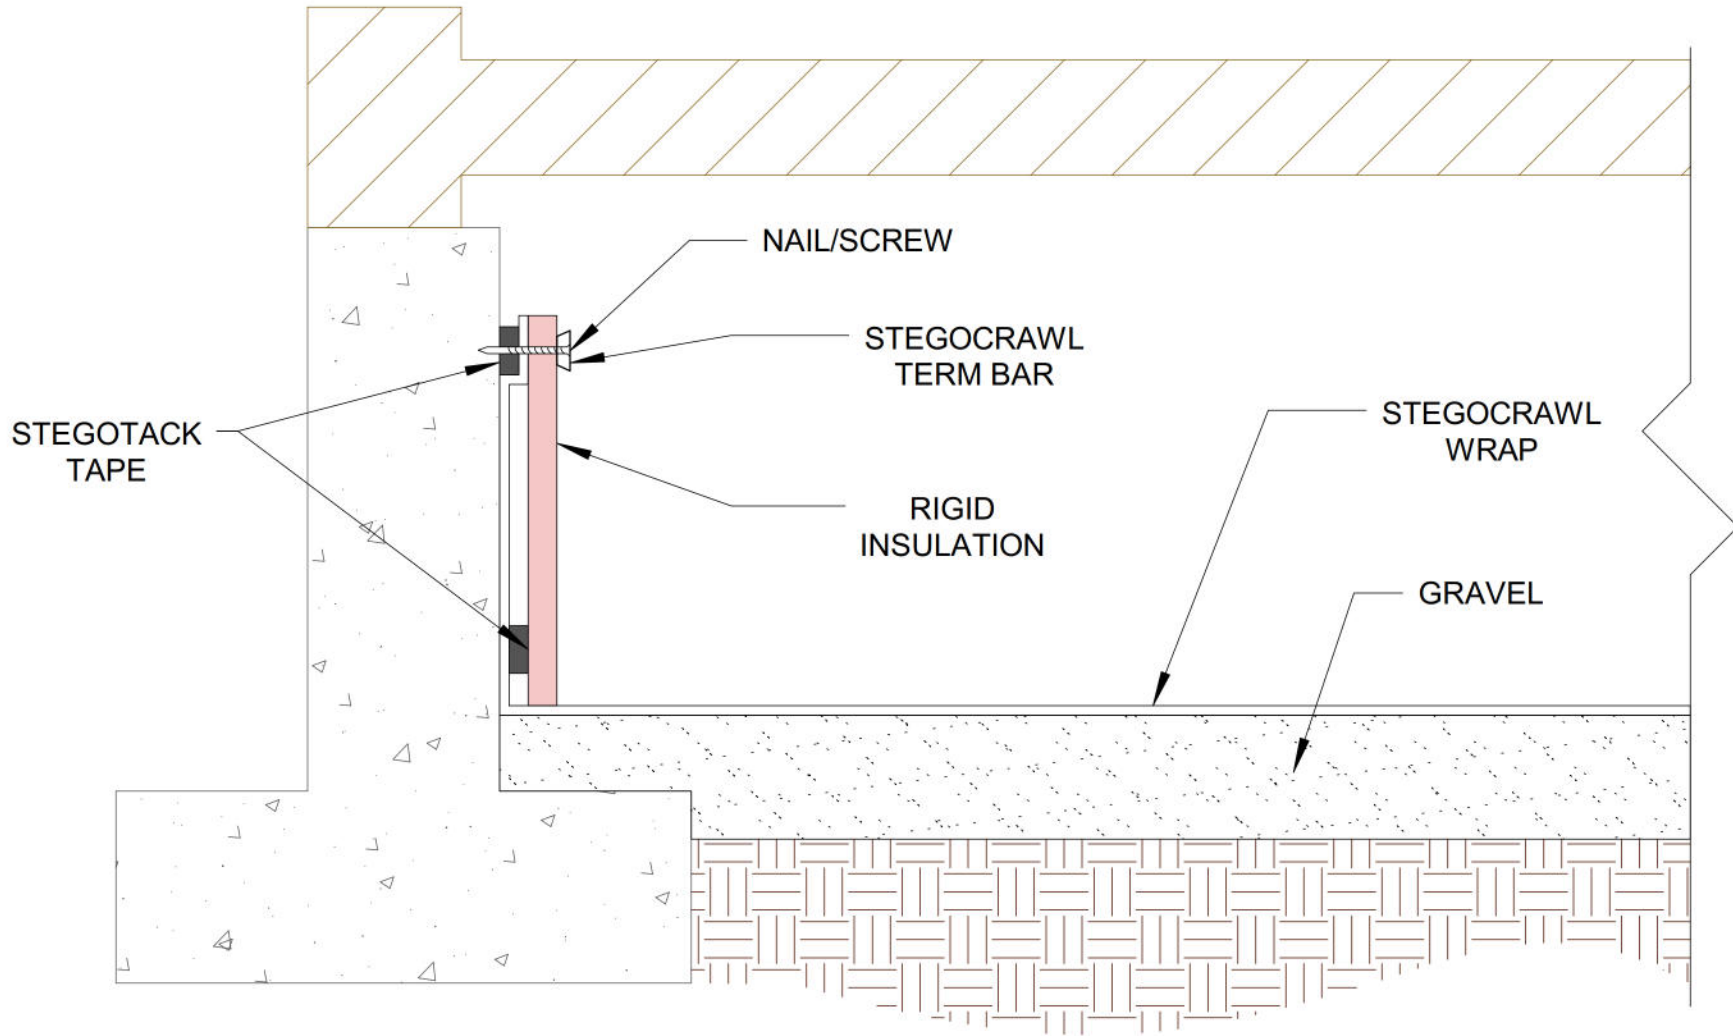 NAIL/SCREW
STEGOCRAWL
TERM BAR
STEGOCRAWL
WRAP
STEGOTACK
TAPE
RIGID
INSULATION
GRAVEL